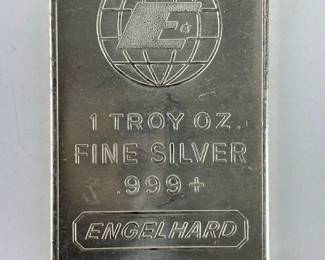 E
1 TROY OZ.
FINE SILVER
.999+
ENGELHARD